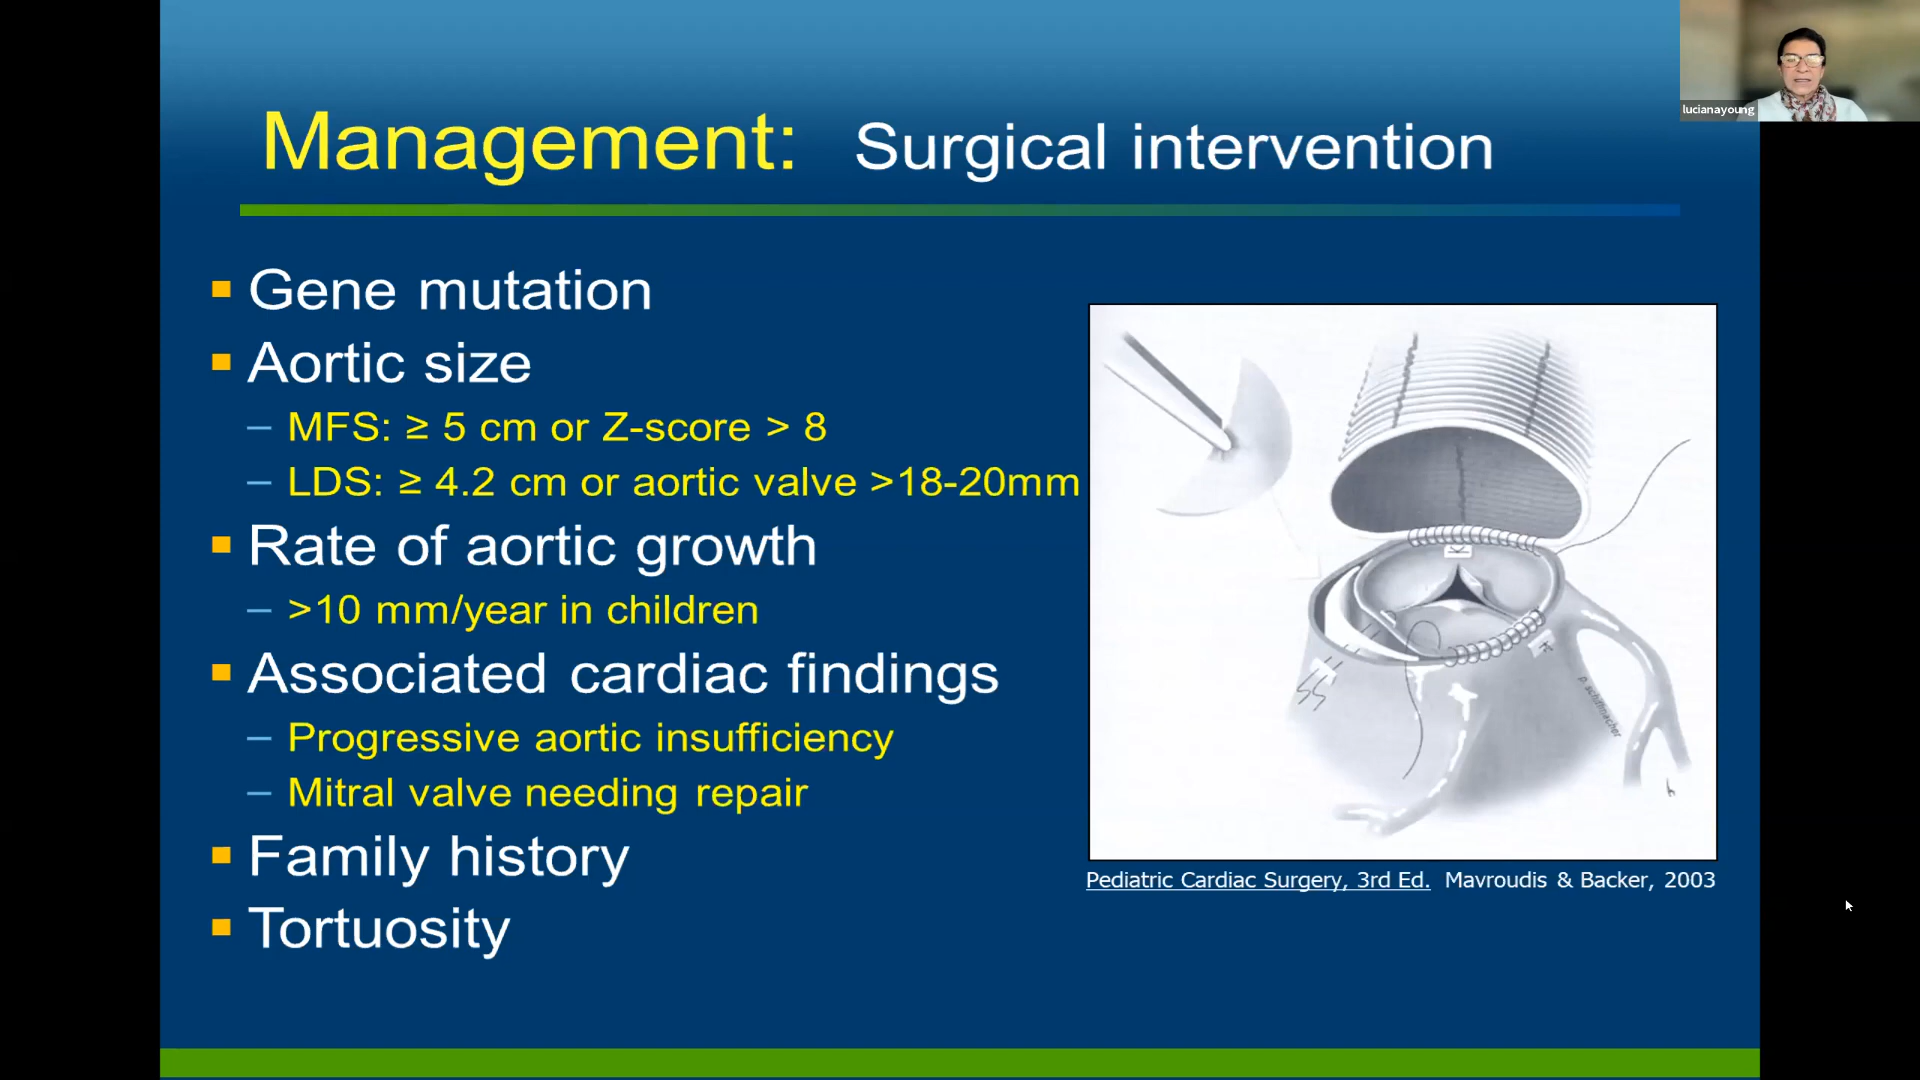 lucianayoung
Management: Surgical intervention
Gene mutation
Aortic size
– MFS: ≥ 5 cm or Z-score > 8
– LDS: ≥ 4.2 cm or aortic valve >18-20mm
Rate of aortic growth
– >10 mm/year in children
Associated cardiac findings
– Progressive aortic insufficiency
– Mitral valve needing repair
Family history
Tortuosity
p. schiffmacher
h
Pediatric Cardiac Surgery, 3rd Ed. Mavroudis & Backer, 2003